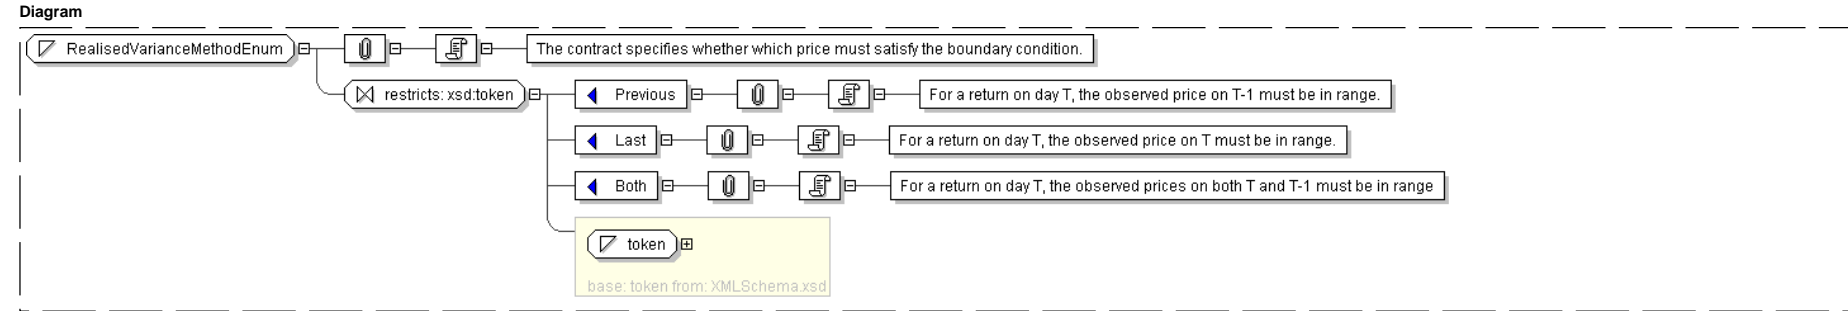 Diagram
RealisedVarianceMethodEnum The contract specifies whether which price must satisfy the boundary condition.
restricts: xsd:token Previous For a return on day T, the observed price on T-1 must be in range.
Last For a return on day T, the observed price on T must be in range.
Both For a return on day T, the observed prices on both T and T-1 must be in range
token
base: token from: XMLSchema.xsd